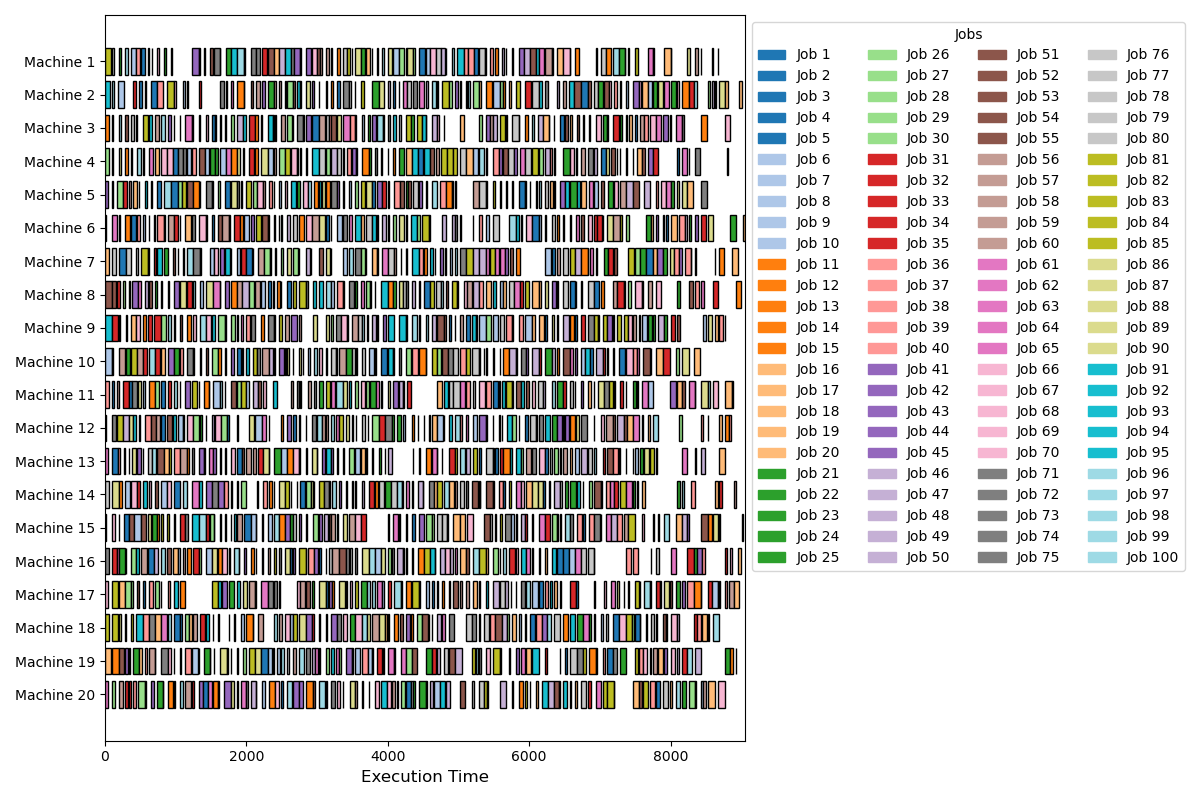 Jobs
Job 1 Job 26 Job 51 Job 76
Job 2 Job 27 Job 52 Job 77
Job 3 Job 28 Job 53 Job 78
Job 4 Job 29 Job 54 Job 79
Job 5 Job 30 Job 55 Job 80
Job 6 Job 31 Job 56 Job 81
Job 7 Job 32 Job 57 Job 82
Job 8 Job 33 Job 58 Job 83
Job 9 Job 34 Job 59 Job 84
Job 10 Job 35 Job 60 Job 85
Job 11 Job 36 Job 61 Job 86
Job 12 Job 37 Job 62 Job 87
Job 13 Job 38 Job 63 Job 88
Job 14 Job 39 Job 64 Job 89
Job 15 Job 40 Job 65 Job 90
Job 16 Job 41 Job 66 Job 91
Job 17 Job 42 Job 67 Job 92
Job 18 Job 43 Job 68 Job 93
Job 19 Job 44 Job 69 Job 94
Job 20 Job 45 Job 70 Job 95
Job 21 Job 46 Job 71 Job 96
Job 22 Job 47 Job 72 Job 97
Job 23 Job 48 Job 73 Job 98
Job 24 Job 49 Job 74 Job 99
Job 25 Job 50 Job 75 Job 100
Machine 1
Machine 2
Machine 3
Machine 4
Machine 5
Machine 6
Machine 7
Machine 8
Machine 9
Machine 10
Machine 11
Machine 12
Machine 13
Machine 14
Machine 15
Machine 16
Machine 17
Machine 18
Machine 19
Machine 20
0 2000 4000 6000 8000
Execution Time